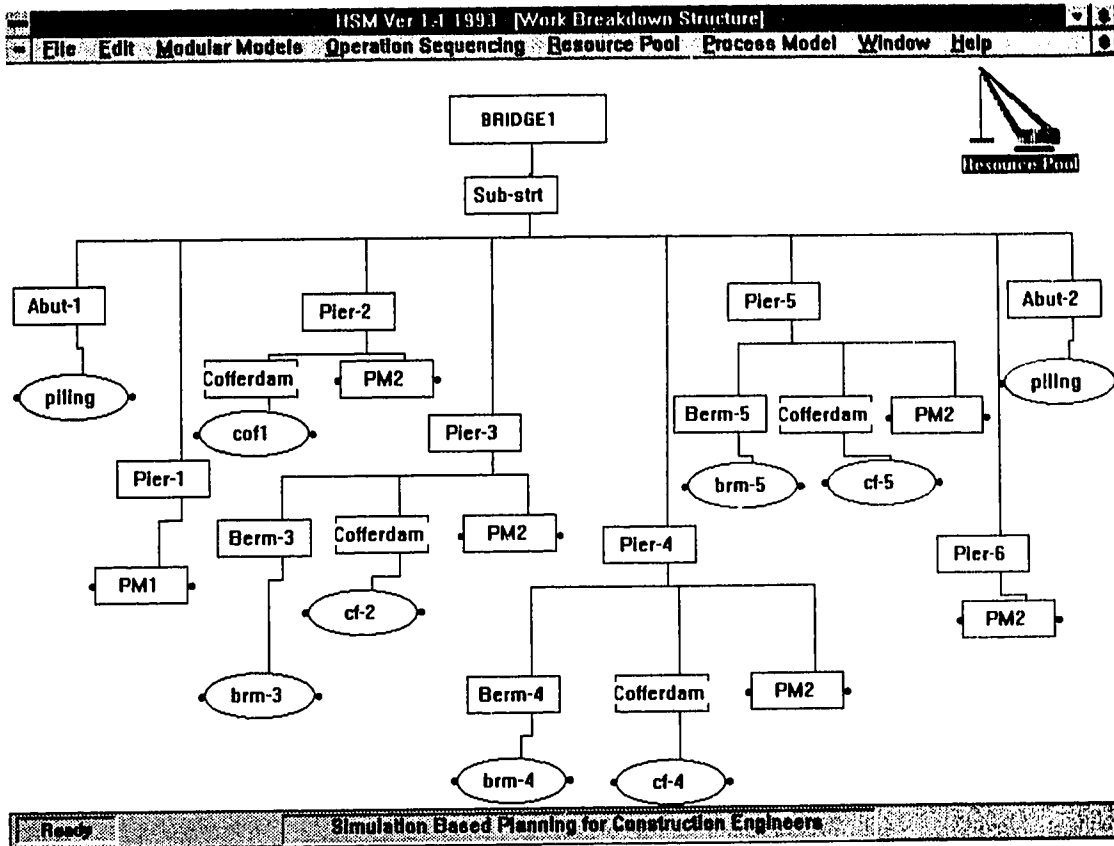 HSM Ver 1.1 1993 [Work Breakdown Structure]
File Edit Modular Models Operation Sequencing Resource Pool Process Model Window Help
BRIDGE1
Resource Pool
Sub-strt
Abut-1
Pier-2
Pier-5
Abut-2
Cofferdam
PM2
piling
piling
cof1
Pier-3
Berm-5
Cofferdam
PM2
Pier-1
brm-5
cf-5
Berm-3
Cofferdam
PM2
Pier-4
Pier-6
PM1
cf-2
PM2
brm-3
Berm-4
Cofferdam
PM2
brm-4
cf-4
Ready
Simulation Based Planning for Construction Engineers